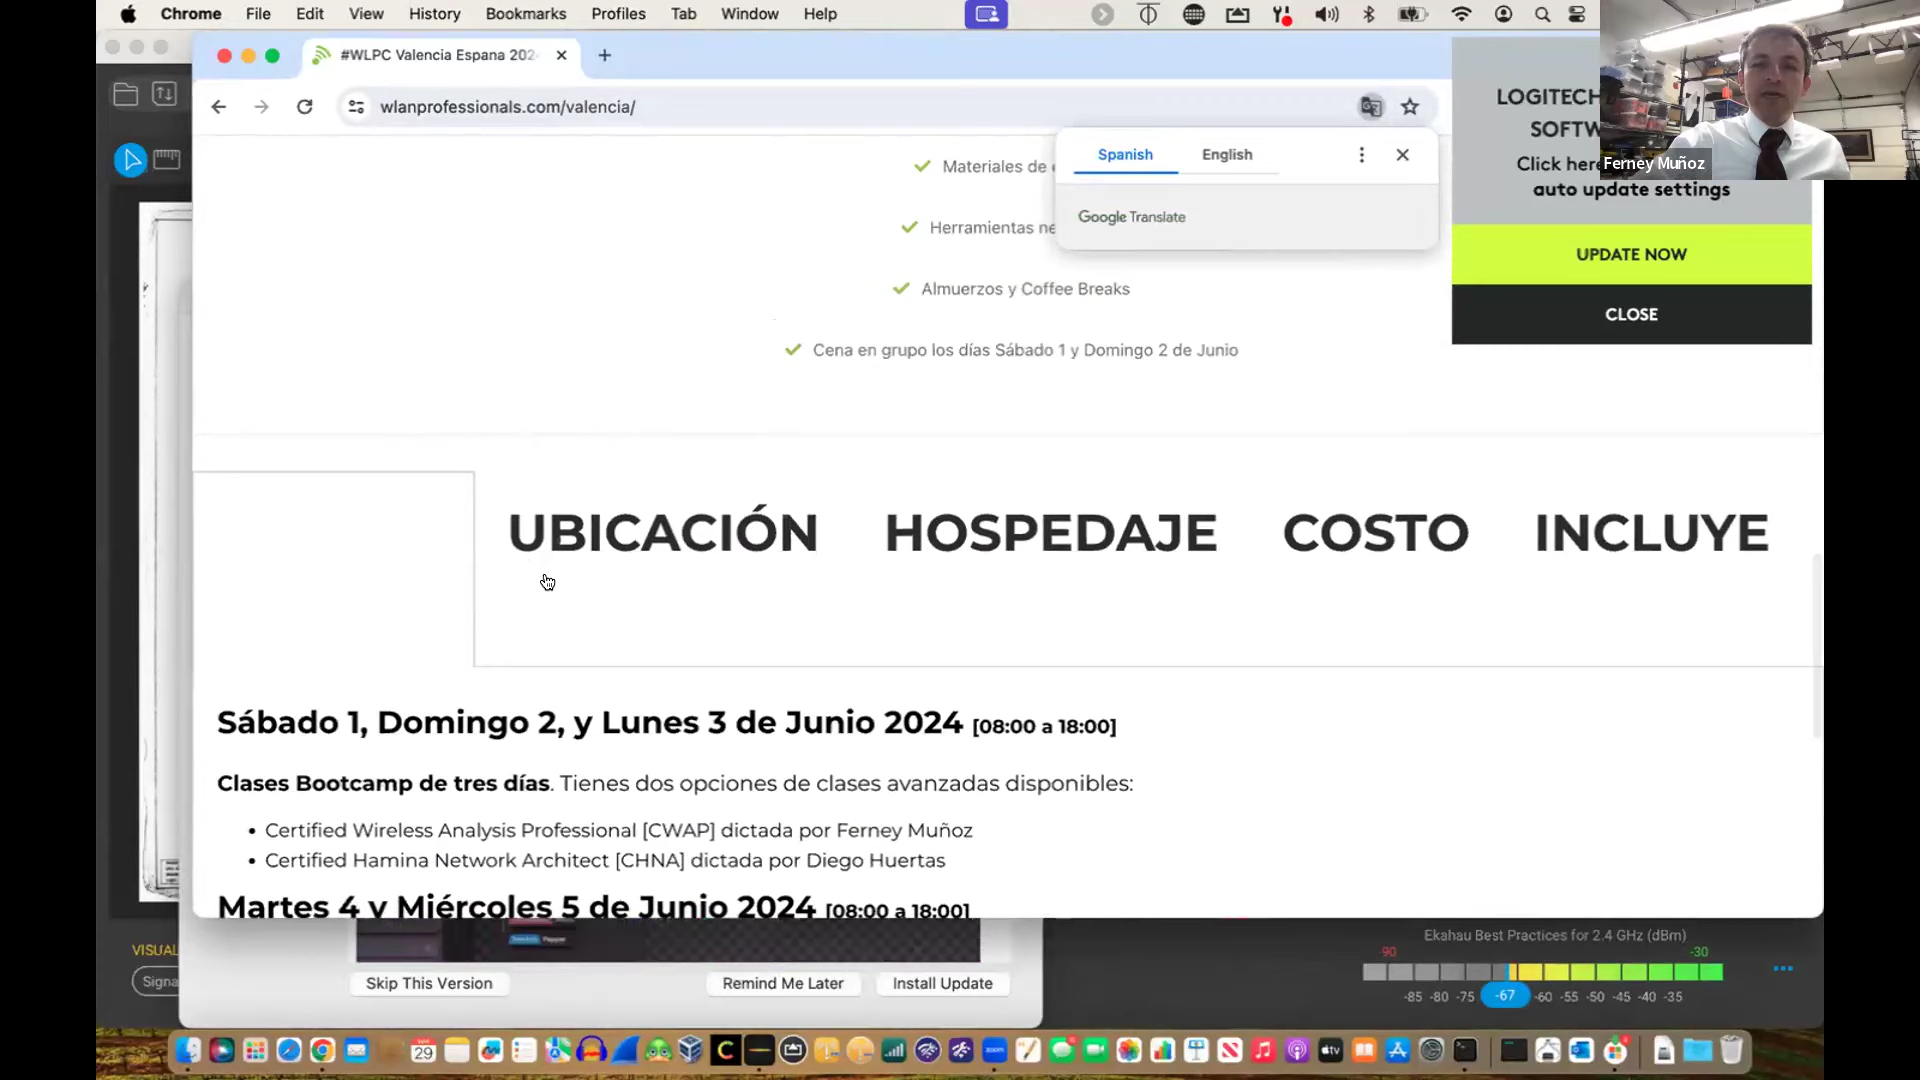 Chrome File Edit View History Bookmarks Profiles Tab Window Help
#WLPC Valencia Espana 202
wlanprofessionals.com/valencia/
Spanish English
Google Translate
Materiales de
Herramientas
Almuerzos y Coffee Breaks
Cena en grupo los días Sábado 1 y Domingo 2 de Junio
LOGITECH
SOFTW
Click here
auto update settings
UPDATE NOW
CLOSE
Ferney Muñoz
UBICACIÓN HOSPEDAJE COSTO INCLUYE
Sábado 1, Domingo 2, y Lunes 3 de Junio 2024 [08:00 a 18:00]
Clases Bootcamp de tres días. Tienes dos opciones de clases avanzadas disponibles:
• Certified Wireless Analysis Professional [CWAP] dictada por Ferney Muñoz
• Certified Hamina Network Architect [CHNA] dictada por Diego Huertas
Martes 4 y Miércoles 5 de Junio 2024 [08:00 a 18:00]
VISUAL
Signa
Skip This Version Remind Me Later Install Update
Ekahau Best Practices for 2.4 GHz (dBm)
-90 -30
-85 -80 -75 -67 -60 -55 -50 -45 -40 -35
29
zoom
tv